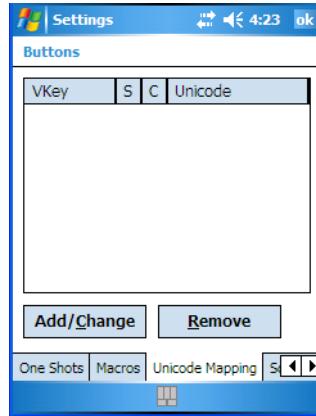 Settings 4:23 ok
Buttons
VKey S C Unicode
Add/Change Remove
One Shots Macros Unicode Mapping